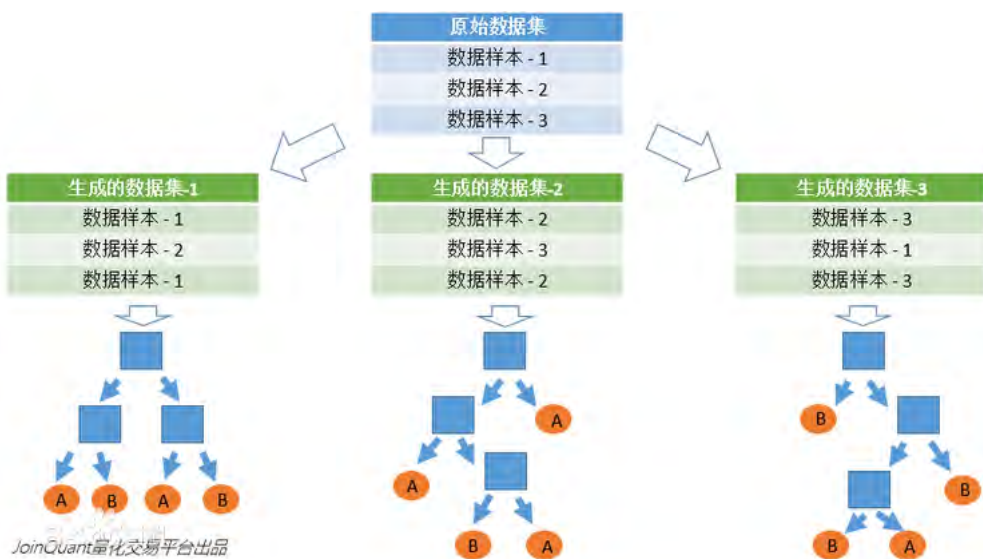 原始数据集
数据样本 - 1
数据样本 - 2
数据样本 - 3
生成的数据集-1
生成的数据集-2
生成的数据集-3
数据样本 - 1
数据样本 - 2
数据样本 - 3
数据样本 - 2
数据样本 - 3
数据样本 - 1
数据样本 - 1
数据样本 - 2
数据样本 - 3
A
B
A
B
A
B
A
B
B
A
B
A
JoinQuant量化交易平台出品